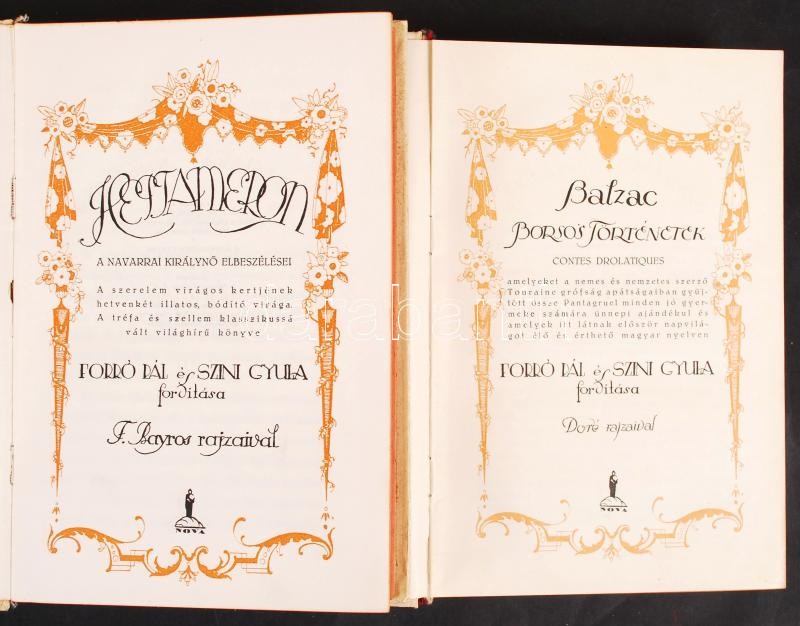 HEPTAMERON
A NAVARRAI KIRÁLYNŐ ELBESZÉLÉSEI
A szerelem virágos kertjének
hetvenkét illatos, bódító virága.
A tréfa és szellem klasszikussá
vált világhírű könyve
FORRÓ PÁL és SZINI GYULA
fordítása
F. Bayros rajzaival
NOVA
Balzac
BORSOS TÖRTÉNETEK
CONTES DROLATIQUES
amelyeket a nemes és nemzetes szerző
Touraine grófság apátságaiban gyűj-
tött össze Pantagruel minden jó gyer-
meke számára ünnepi ajándékul és
amelyek itt látnak először napvilá-
got élő és érthető magyar nyelven
FORRÓ PÁL és SZINI GYULA
fordítása
Doré rajzaival
NOVA